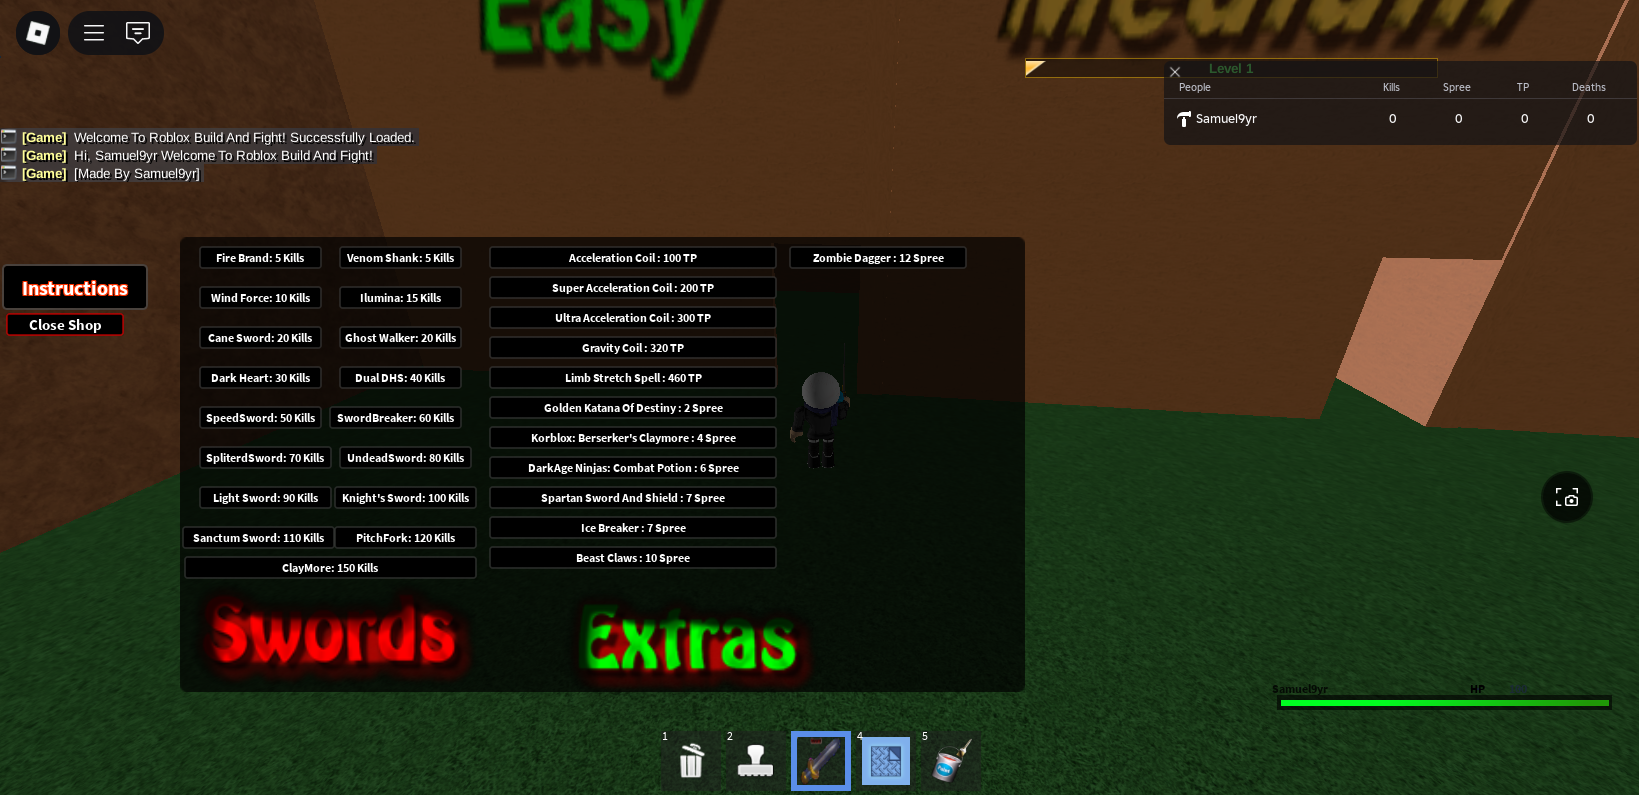 Easy
Medium
Level 1
People Kills Spree TP Deaths
Samuel9yr 0 0 0 0
[Game] Welcome To Roblox Build And Fight! Successfully Loaded.
[Game] Hi, Samuel9yr Welcome To Roblox Build And Fight!
[Game] [Made By Samuel9yr]
Instructions
Close Shop
Fire Brand: 5 Kills
Venom Shank: 5 Kills
Wind Force: 10 Kills
Ilumina: 15 Kills
Cane Sword: 20 Kills
Ghost Walker: 20 Kills
Dark Heart: 30 Kills
Dual DHS: 40 Kills
SpeedSword: 50 Kills
SwordBreaker: 60 Kills
SpliterdSword: 70 Kills
UndeadSword: 80 Kills
Light Sword: 90 Kills
Knight's Sword: 100 Kills
Sanctum Sword: 110 Kills
PitchFork: 120 Kills
ClayMore: 150 Kills
Swords
Acceleration Coil : 100 TP
Super Acceleration Coil : 200 TP
Ultra Acceleration Coil : 300 TP
Gravity Coil : 320 TP
Limb Stretch Spell : 460 TP
Golden Katana Of Destiny : 2 Spree
Korblox: Berserker's Claymore : 4 Spree
DarkAge Ninjas: Combat Potion : 6 Spree
Spartan Sword And Shield : 7 Spree
Ice Breaker : 7 Spree
Beast Claws : 10 Spree
Zombie Dagger : 12 Spree
Extras
Samuel9yr HP
1 2 4 5